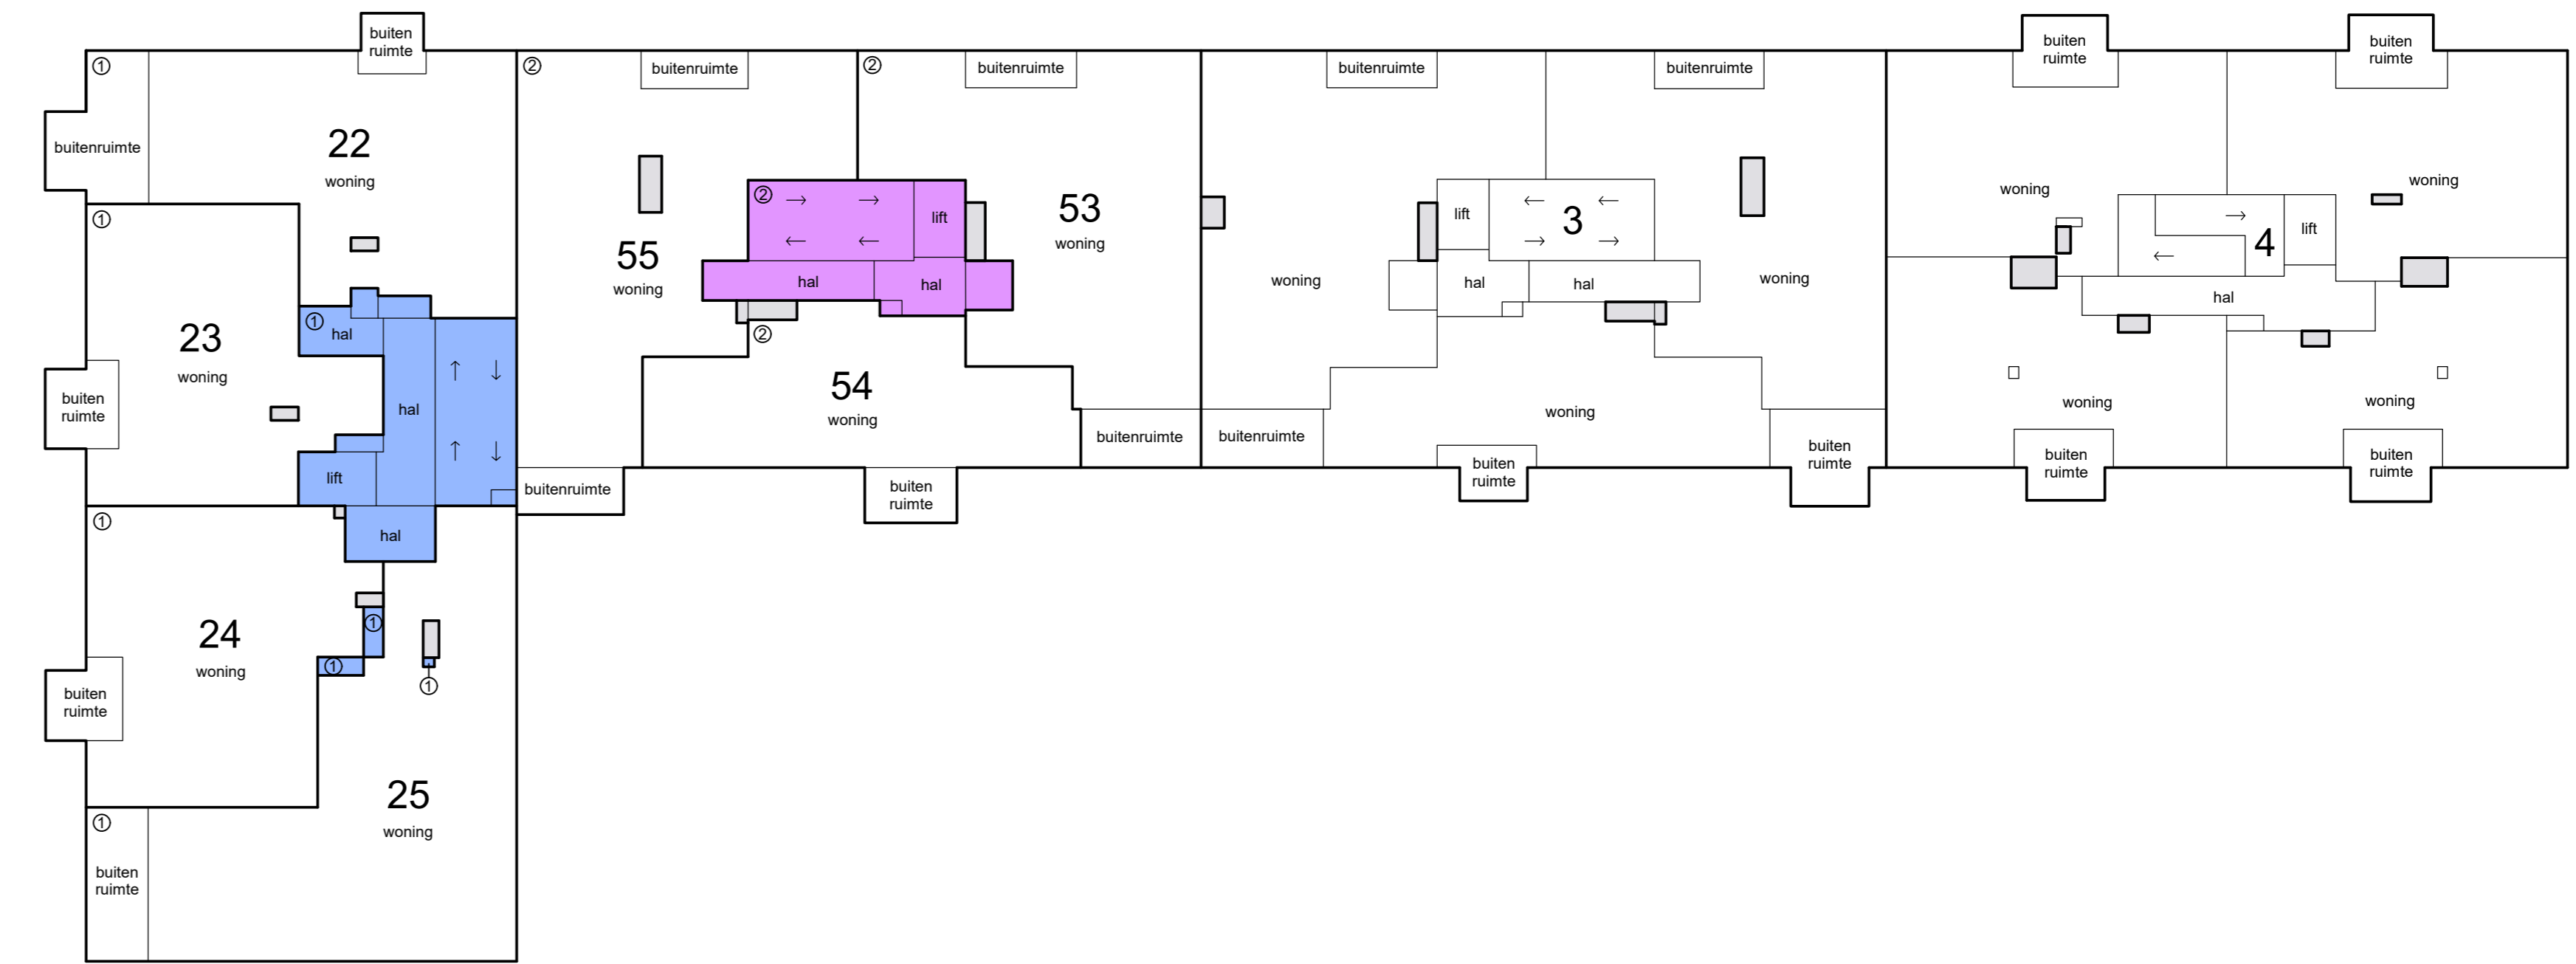 buiten
ruimte
①
buitenruimte
22
woning
①
23
woning
buiten
ruimte
①
hal
hal
lift
hal
①
24
woning
buiten
ruimte
①
①
①
25
woning
①
buiten
ruimte
②
buitenruimte
55
woning
buitenruimte
②
buitenruimte
53
woning
②
lift
hal
hal
②
54
woning
buiten
ruimte
buitenruimte
buitenruimte
buitenruimte
woning
lift
3
hal
hal
woning
woning
buitenruimte
buiten
ruimte
buiten
ruimte
buiten
ruimte
buiten
ruimte
woning
woning
4
lift
hal
woning
woning
buiten
ruimte
buiten
ruimte